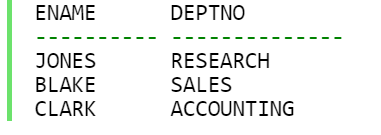 ENAME      DEPTNO
---------- --------------
JONES      RESEARCH
BLAKE      SALES
CLARK      ACCOUNTING